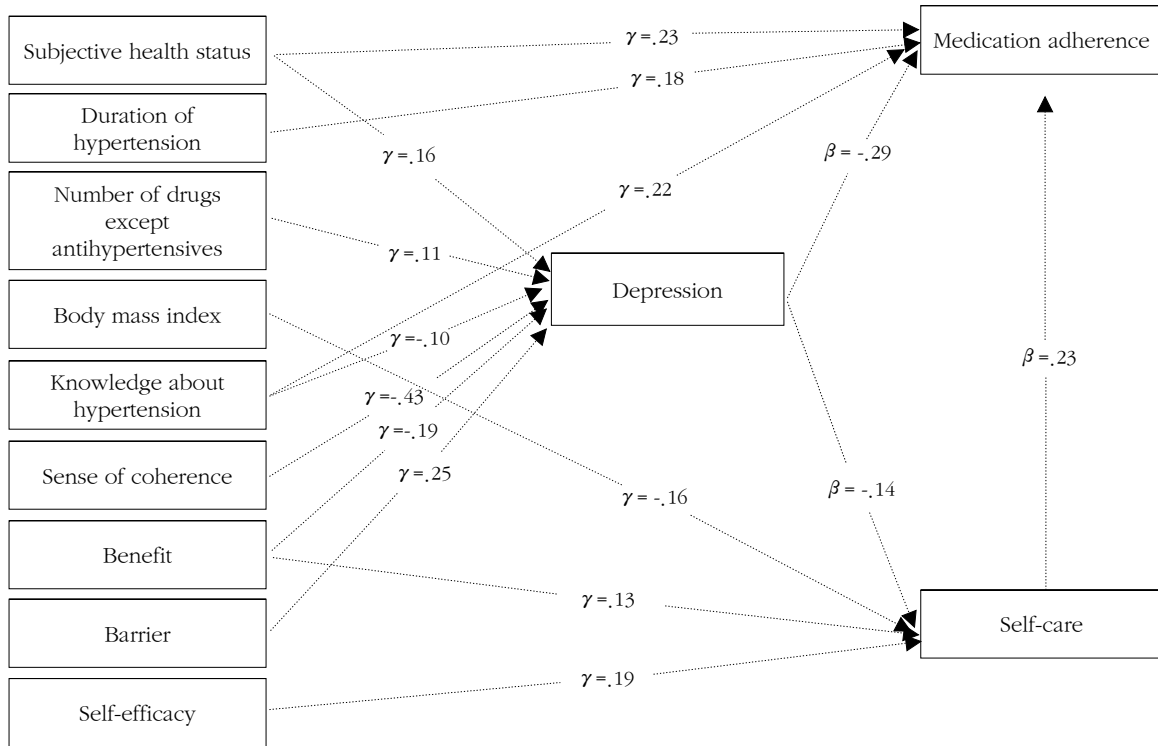 Subjective health status
γ=.23
Medication adherence
Duration of
hypertension
γ=.18
γ=.16
β = -.29
Number of drugs
except
antihypertensives
γ=.22
γ=.11
Depression
Body mass index
γ=-.10
Knowledge about
hypertension
β=.23
γ=-.43
γ=-.19
Sense of coherence
γ=.25
γ= -.16
β = -.14
Benefit
γ=.13
Barrier
Self-care
γ=.19
Self-efficacy